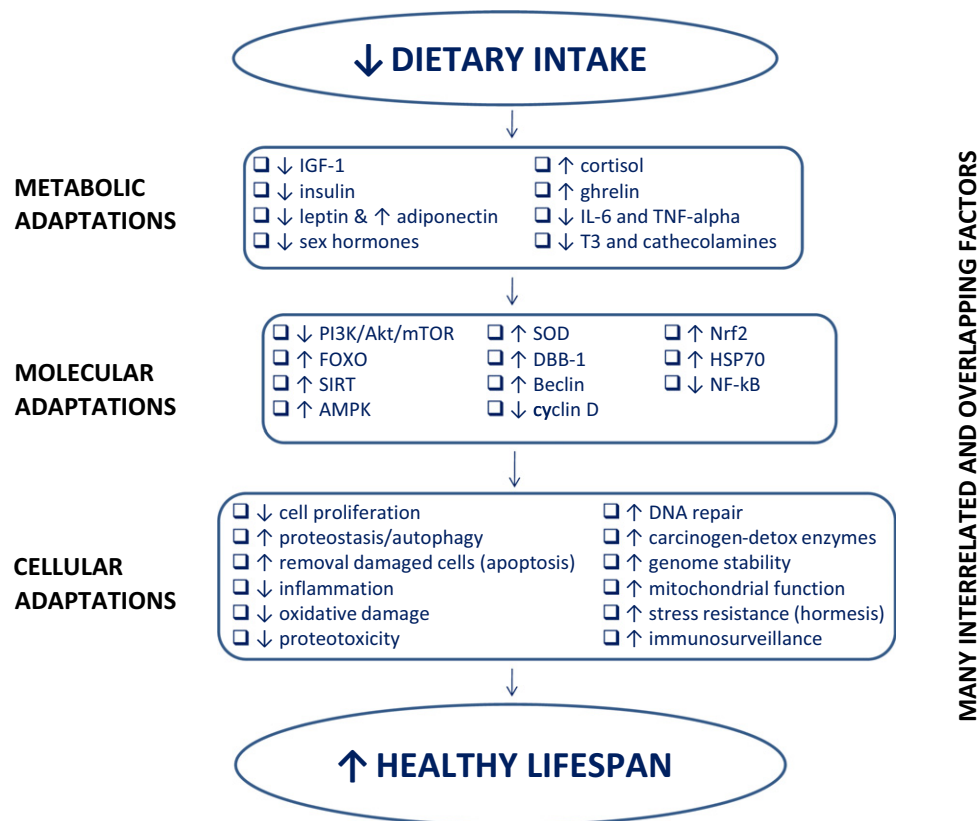 ↓ DIETARY INTAKE
METABOLIC
ADAPTATIONS
❑ ↓ IGF-1
❑ ↓ insulin
❑ ↓ leptin & ↑ adiponectin
❑ ↓ sex hormones
❑ ↑ cortisol
❑ ↑ ghrelin
❑ ↓ IL-6 and TNF-alpha
❑ ↓ T3 and cathecolamines
MOLECULAR
ADAPTATIONS
❑ ↓ PI3K/Akt/mTOR
❑ ↑ FOXO
❑ ↑ SIRT
❑ ↑ AMPK
❑ ↑ SOD
❑ ↑ DBB-1
❑ ↑ Beclin
❑ ↓ cyclin D
❑ ↑ Nrf2
❑ ↑ HSP70
❑ ↓ NF-kB
CELLULAR
ADAPTATIONS
❑ ↓ cell proliferation
❑ ↑ proteostasis/autophagy
❑ ↑ removal damaged cells (apoptosis)
❑ ↓ inflammation
❑ ↓ oxidative damage
❑ ↓ proteotoxicity
❑ ↑ DNA repair
❑ ↑ carcinogen-detox enzymes
❑ ↑ genome stability
❑ ↑ mitochondrial function
❑ ↑ stress resistance (hormesis)
❑ ↑ immunosurveillance
↑ HEALTHY LIFESPAN
MANY INTERRELATED AND OVERLAPPING FACTORS